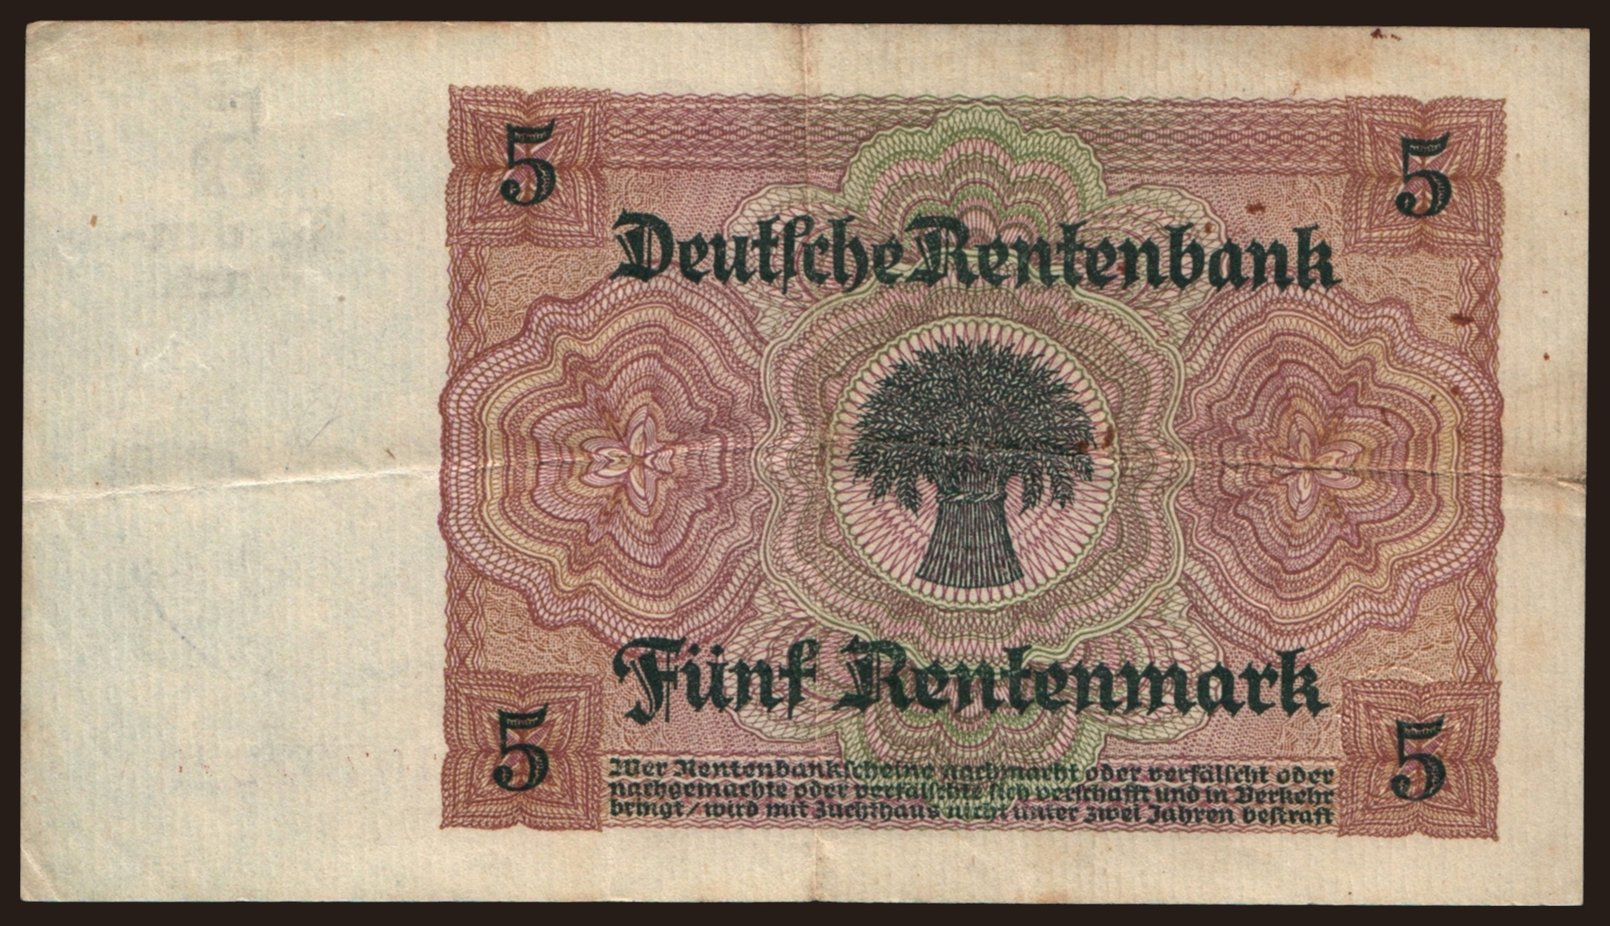 5 5
Deutsche Rentenbank
Fünf Rentenmark
5 5
Wer Rentenbankscheine nachmacht oder verfälscht oder
nachgemachte oder verfälschte sich verschafft und in Verkehr
bringt / wird mit Zuchthaus nicht unter zwei Jahren bestraft